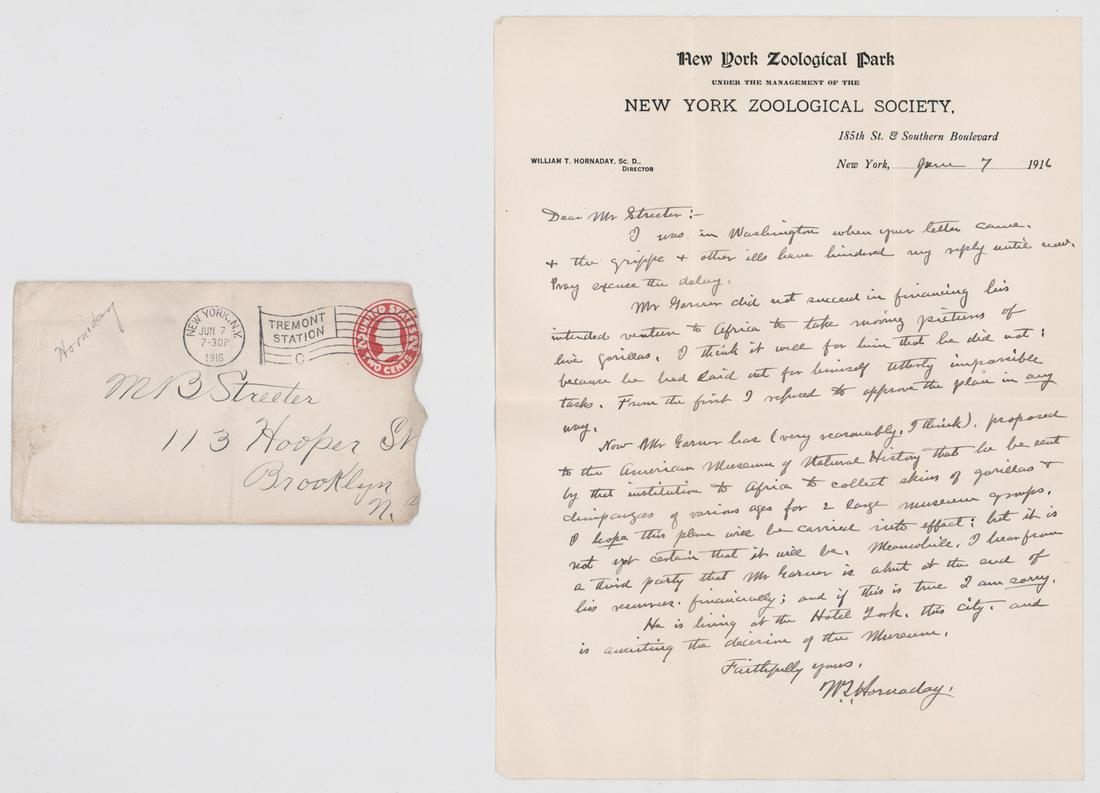 Hornaday
NEW YORK, N.Y.
JUN 7
7-30P
1916
TREMONT
STATION
C
UNITED STATES
TWO CENTS
M B Streeter
113 Hooper St
Brooklyn
N.
New York Zoological Park
UNDER THE MANAGEMENT OF THE
NEW YORK ZOOLOGICAL SOCIETY,
185th St. & Southern Boulevard
WILLIAM T. HORNADAY, Sc. D.,
DIRECTOR
New York, June 7 1916
Dear Mr Streeter:-
I was in Washington when your letter came.
& the grippe & other ills have hindered my reply until now.
Pray excuse the delay.
Mr Garner did not succeed in financing his
intended venture to Africa to take moving pictures of
live gorillas. I think it well for him that he did not;
because he had laid out for himself utterly impossible
tasks. From the first I refused to approve the plan in any
way.
Now Mr Garner has (very reasonably, I think), proposed
to the American Museum of Natural History that he be sent
by that institution to Africa to collect skins of gorillas &
chimpanzees of various ages for 2 large museum groups.
I hope this plan will be carried into effect; but it is
not yet certain that it will be. Meanwhile, I hear from
a third party that Mr Garner is about at the end of
his resources, financially; and if this is true I am sorry.
He is living at the Hotel York, this city, and
is awaiting the decision of the Museum.
Faithfully yours,
W.T. Hornaday.